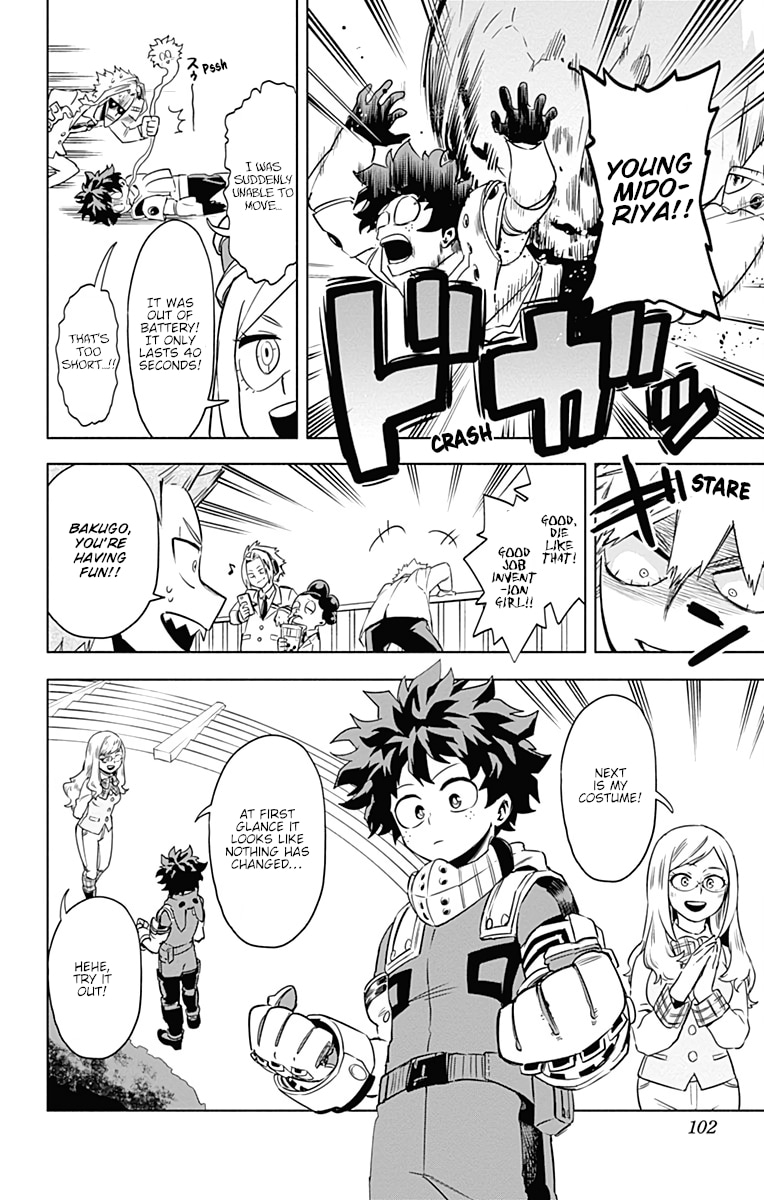 YOUNG
MIDO-
RIYA!!
ドガッ
CRASH
スゥ
Pssh
I WAS
SUDDENLY
UNABLE TO
MOVE...
IT WAS
OUT OF
BATTERY!
IT ONLY
LASTS 40
SECONDS!
THAT'S
TOO
SHORT...!!
STARE
GOOD,
DIE
LIKE
THAT!
GOOD
JOB
INVENT
-ION
GIRL!!
♪
BAKUGO,
YOU'RE
HAVING
FUN!!
NEXT
IS MY
COSTUME!
AT FIRST
GLANCE IT
LOOKS LIKE
NOTHING HAS
CHANGED...
HEHE,
TRY IT
OUT!
102